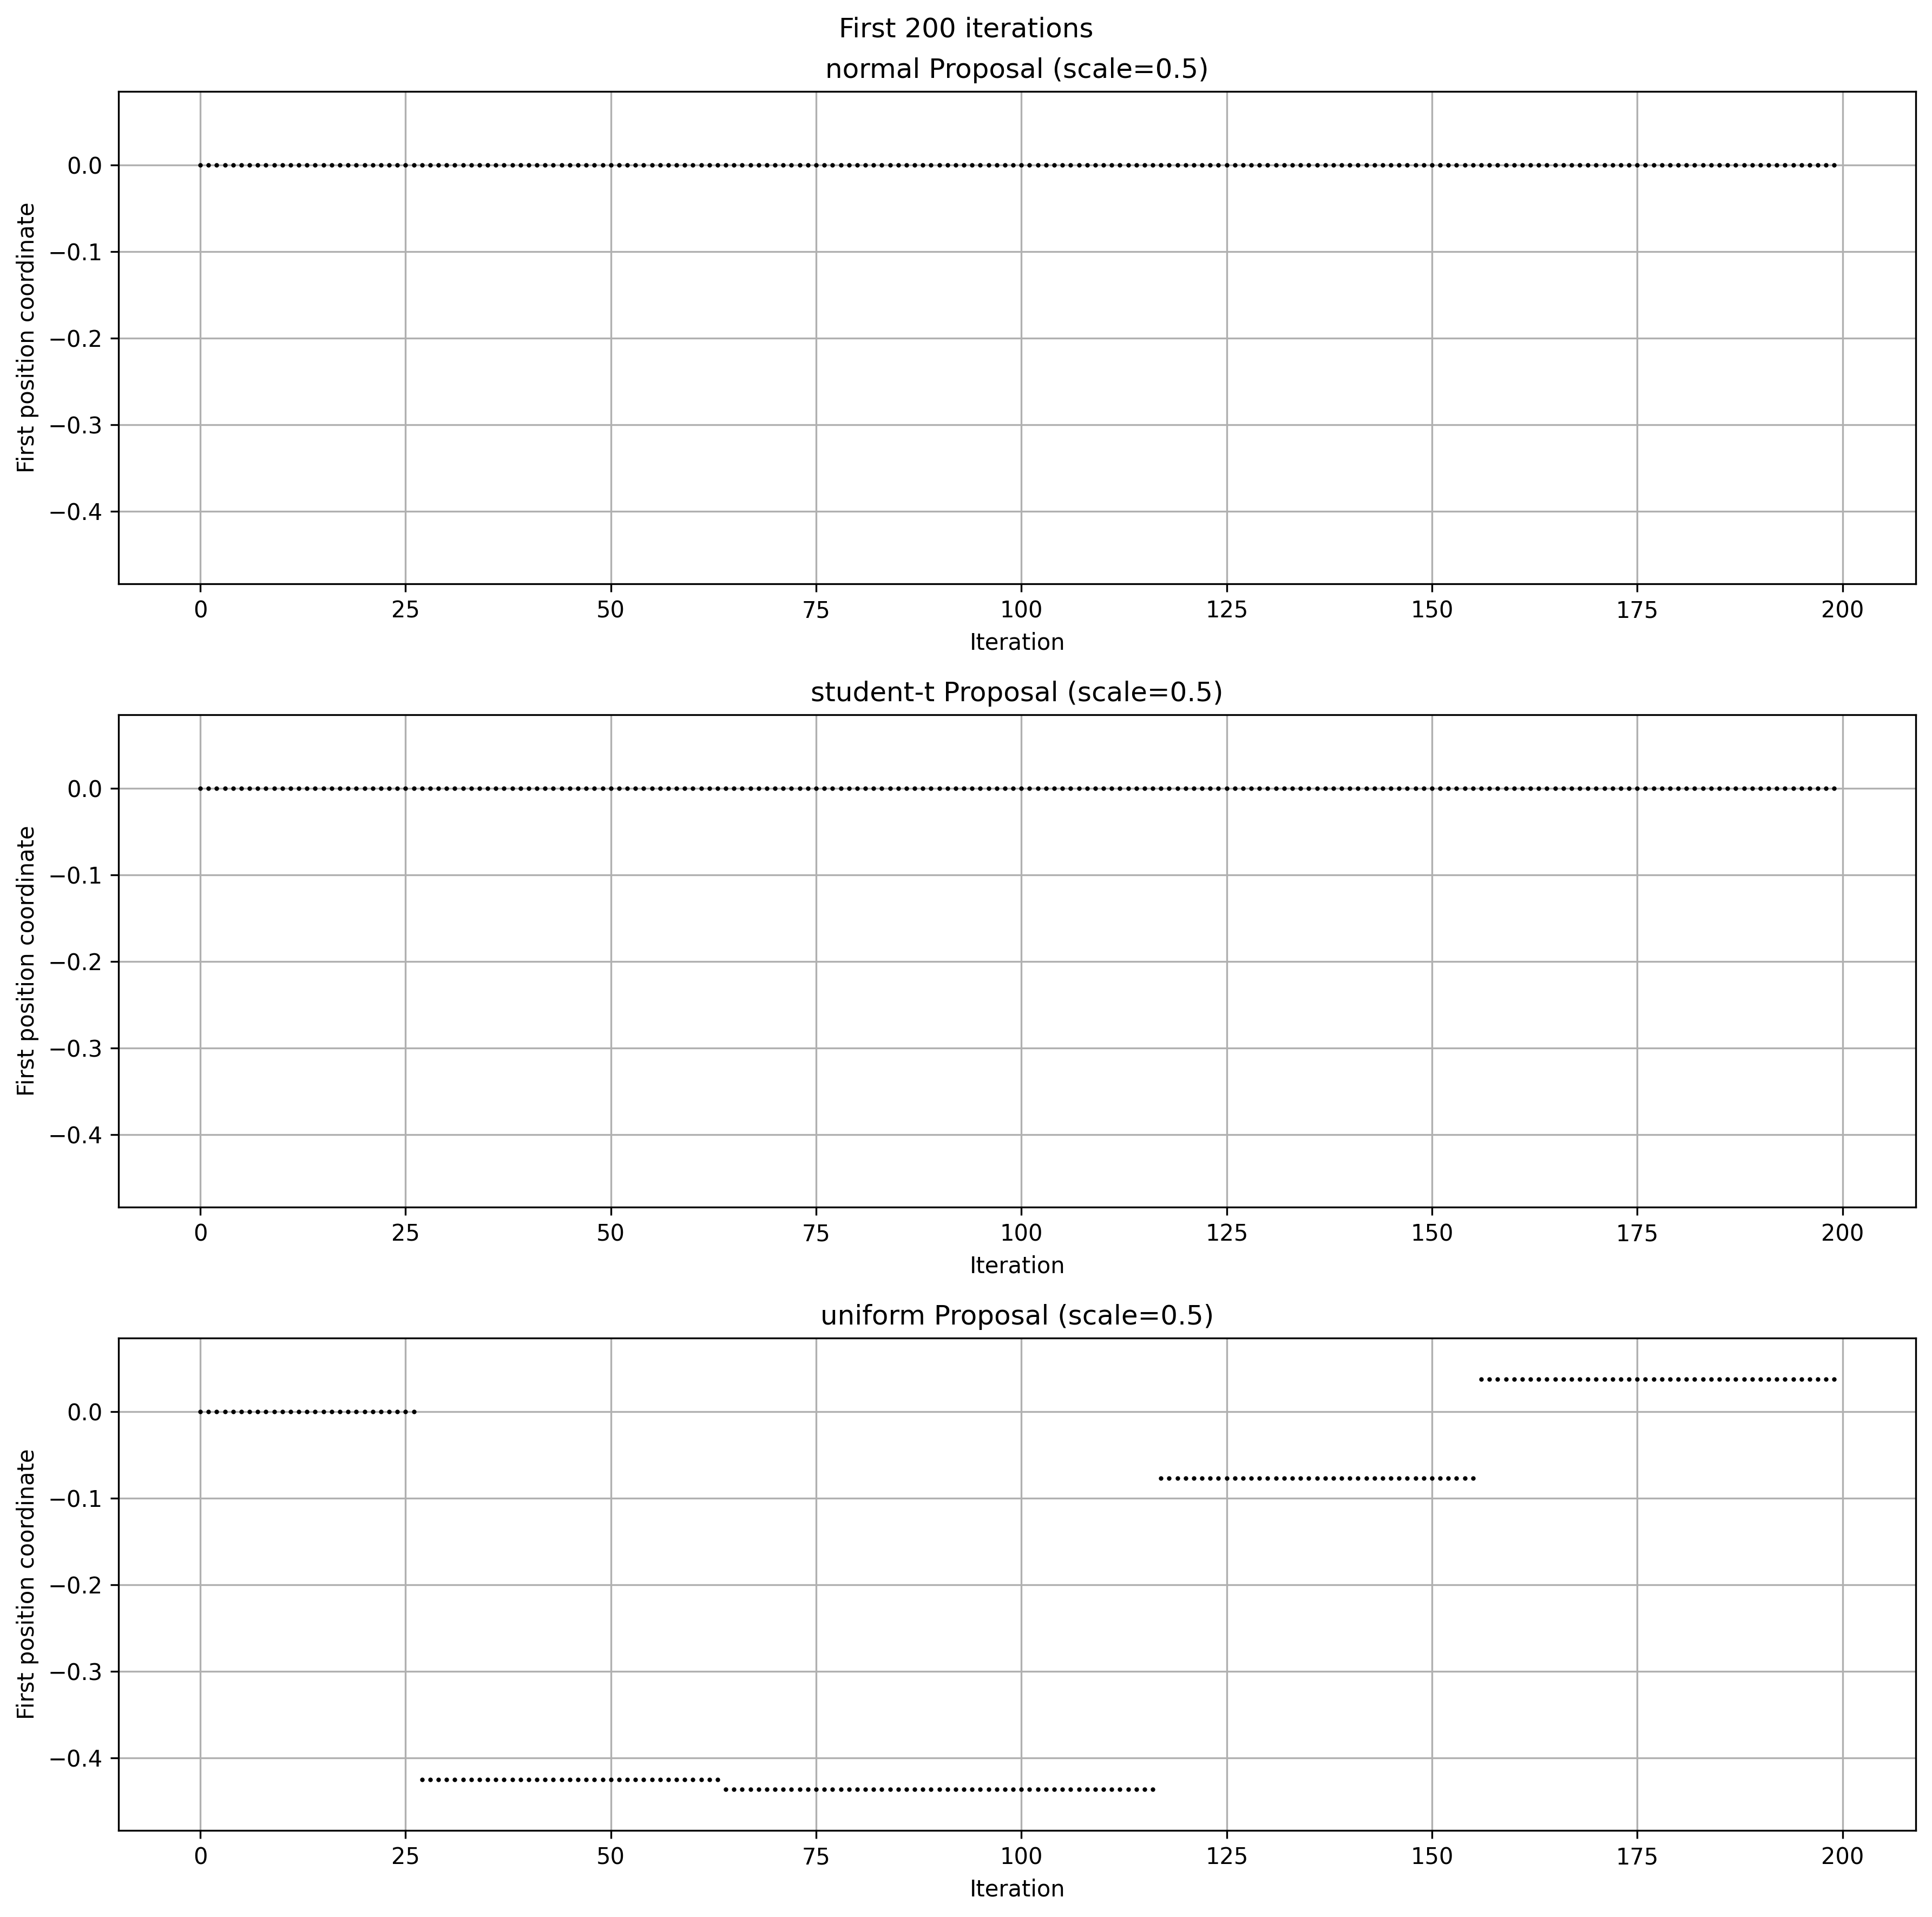 First 200 iterations
normal Proposal (scale=0.5)
First position coordinate
0.0
−0.1
−0.2
−0.3
−0.4
0 25 50 75 100 125 150 175 200
Iteration
student-t Proposal (scale=0.5)
First position coordinate
0.0
−0.1
−0.2
−0.3
−0.4
0 25 50 75 100 125 150 175 200
Iteration
uniform Proposal (scale=0.5)
First position coordinate
0.0
−0.1
−0.2
−0.3
−0.4
0 25 50 75 100 125 150 175 200
Iteration